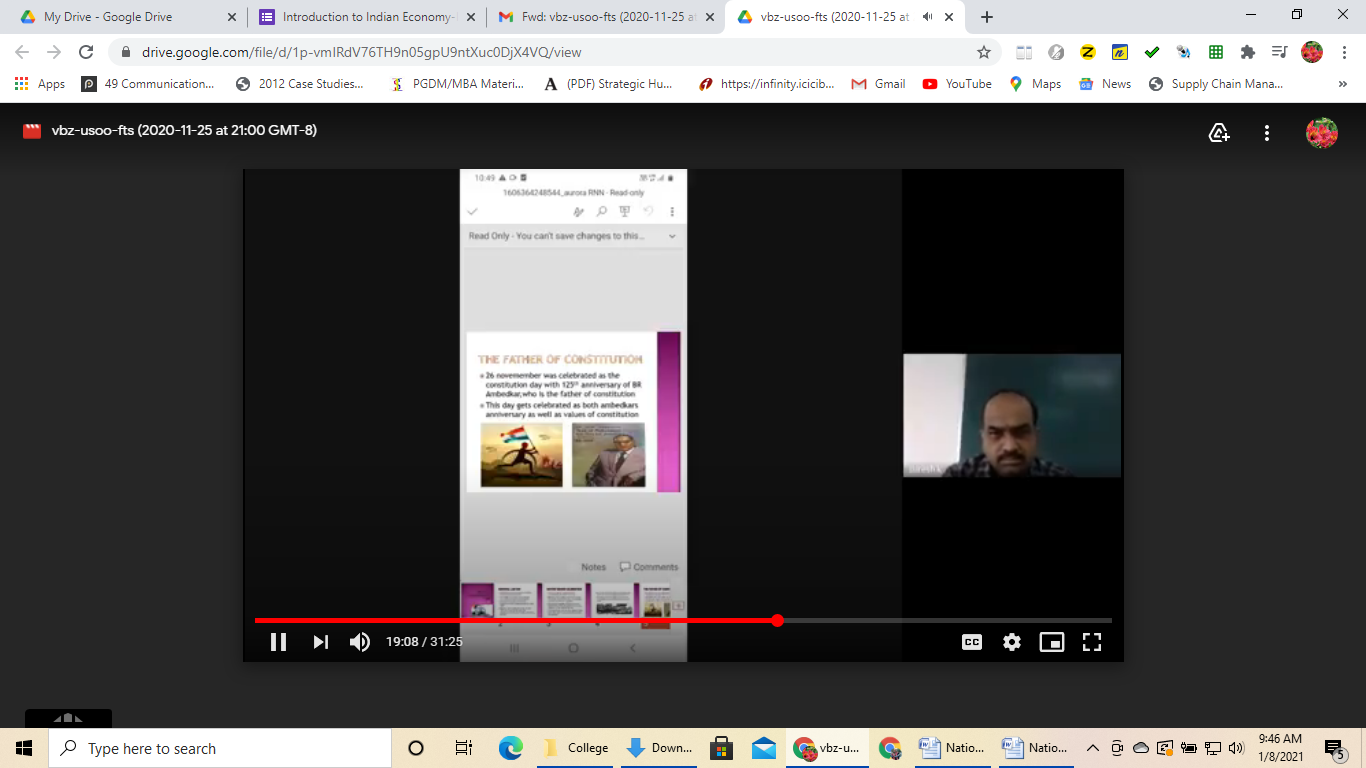 My Drive - Google Drive
Introduction to Indian Economy-
Fwd: vbz-usoo-fts (2020-11-25 at
vbz-usoo-fts (2020-11-25 at
drive.google.com/file/d/1p-vmIRdV76TH9n05gpU9ntXuc0DjX4VQ/view
Apps
49 Communication...
2012 Case Studies...
PGDM/MBA Materi...
(PDF) Strategic Hu...
https://infinity.icicib...
Gmail
YouTube
Maps
News
Supply Chain Mana...
»
vbz-usoo-fts (2020-11-25 at 21:00 GMT-8)
10:49
1606364248544_aurora RNN - Read-only
Read Only - You can't save changes to this...
THE FATHER OF CONSTITUTION
26 novemember was celebrated as the
constitution day with 125th anniversary of BR
Ambedkar,who is the father of constitution
This day gets celebrated as both ambedkars
anniversary as well as values of constitution
Notes
Comments
19:08 / 31:25
CC
Type here to search
College
Down...
vbz-u...
Natio...
Natio...
9:46 AM
1/8/2021
5